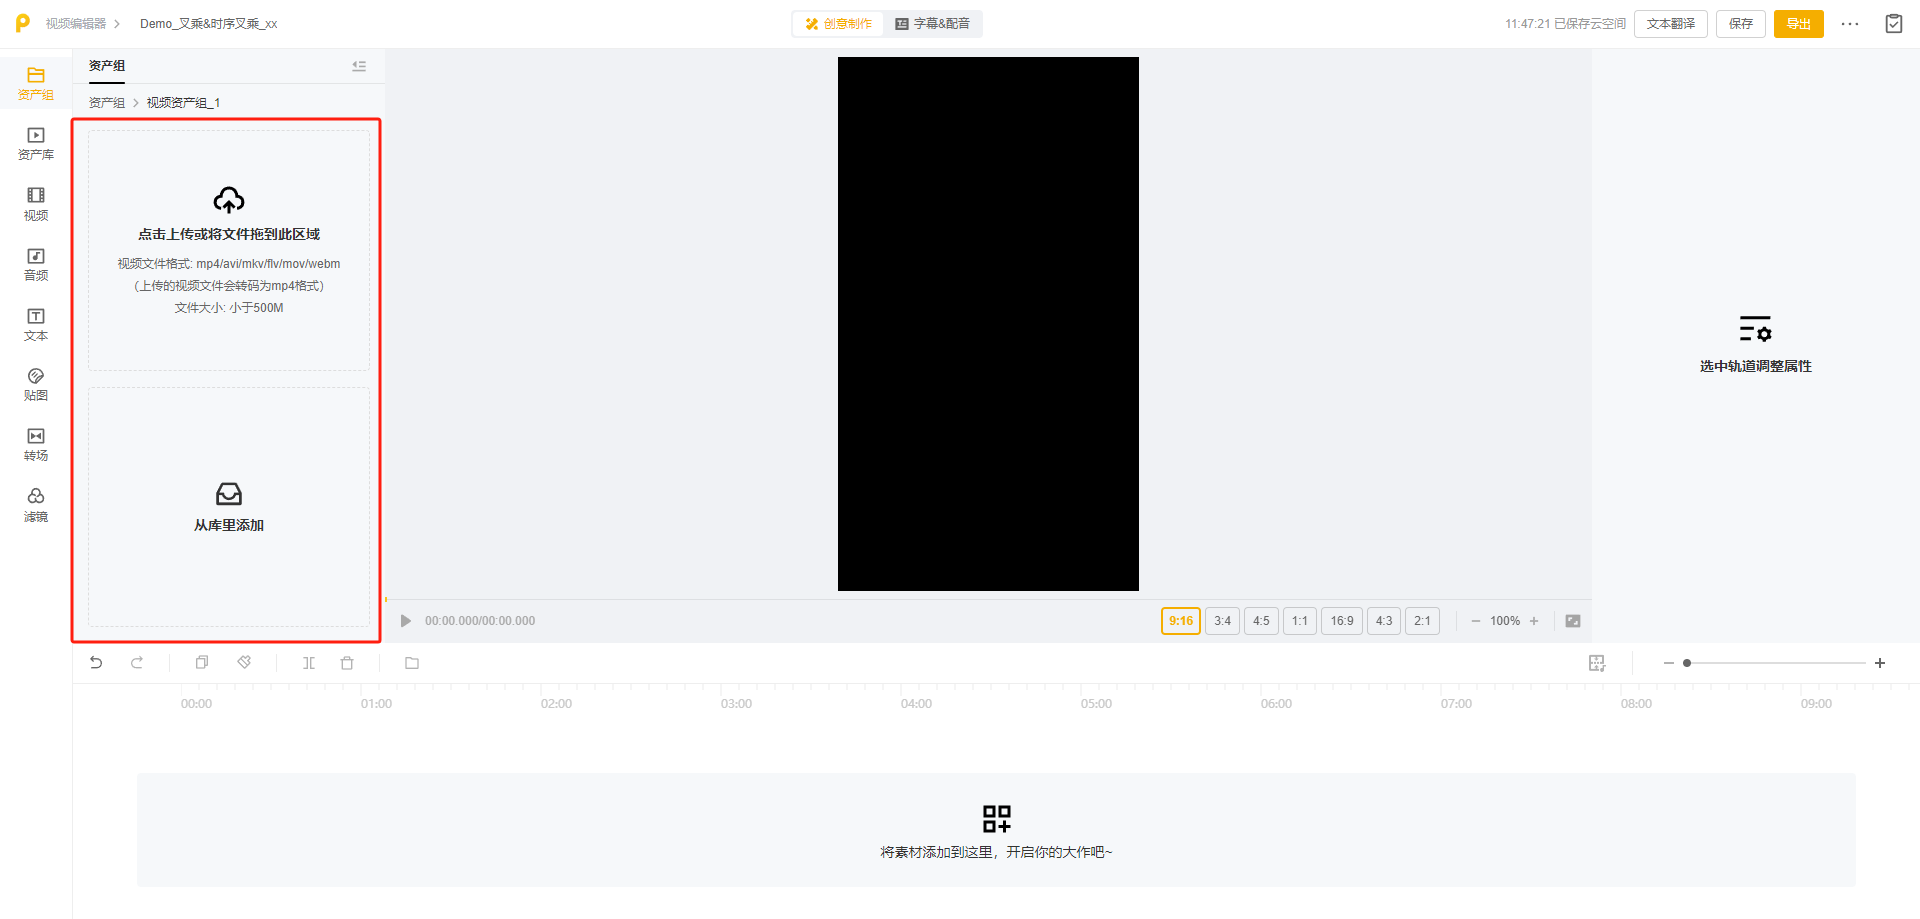 视频编辑器
Demo_叉乘&时序叉乘_xx
创意制作
字幕&配音
11:47:21 已保存云空间
文本翻译
保存
导出
资产组
资产库
视频
音频
文本
贴图
转场
滤镜
资产组
资产组 > 视频资产组_1
点击上传或将文件拖到此区域
视频文件格式: mp4/avi/mkv/flv/mov/webm
（上传的视频文件会转码为mp4格式）
文件大小: 小于500M
从库里添加
选中轨道调整属性
00:00.000/00:00.000
9:16
3:4
4:5
1:1
16:9
4:3
2:1
100%
00:00
01:00
02:00
03:00
04:00
05:00
06:00
07:00
08:00
09:00
将素材添加到这里，开启你的大作吧~